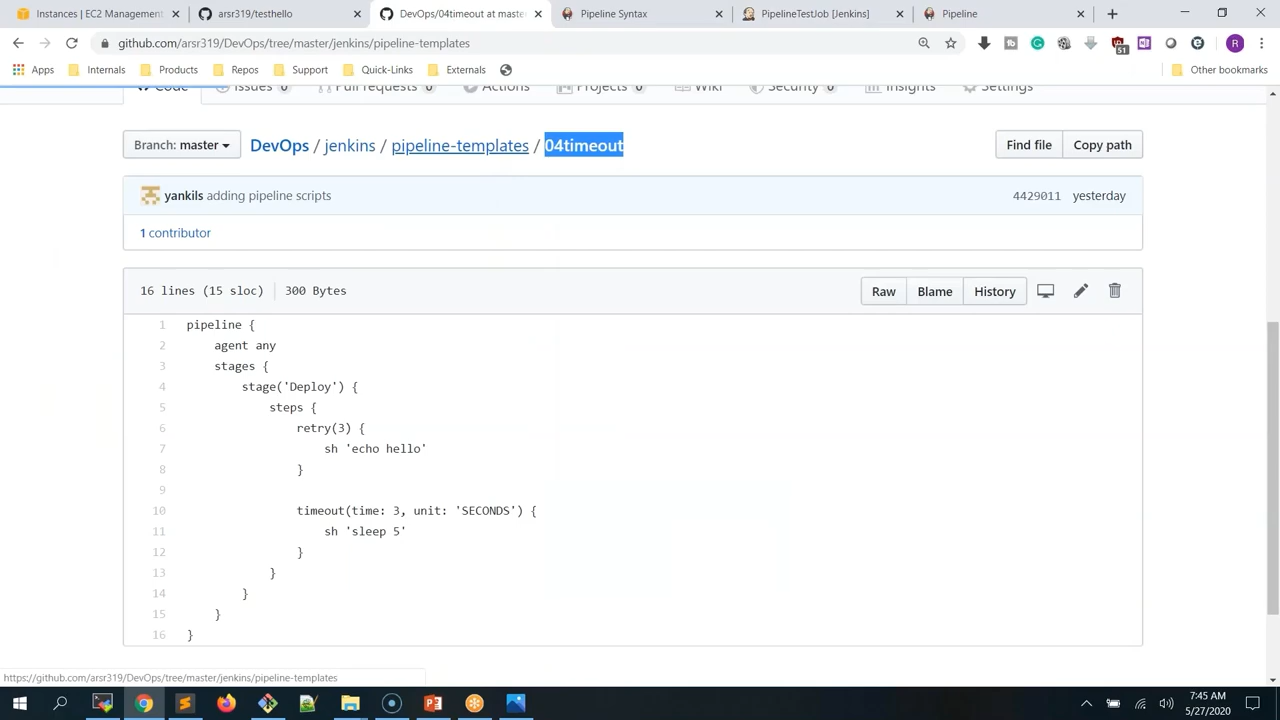 Instances | EC2 Management
arsr319/testhello
DevOps/04timeout at master
Pipeline Syntax
PipelineTestJob [Jenkins]
Pipeline
github.com/arsr319/DevOps/tree/master/jenkins/pipeline-templates
51
R
Apps
Internals
Products
Repos
Support
Quick-Links
Externals
Other bookmarks
Code
Issues 0
Pull requests 0
Actions
Projects 0
Wiki
Security 0
Insights
Settings
Branch: master
DevOps / jenkins / pipeline-templates / 04timeout
Find file
Copy path
yankils adding pipeline scripts
4429011 yesterday
1 contributor
16 lines (15 sloc) 300 Bytes
Raw
Blame
History
1 pipeline {
2 agent any
3 stages {
4 stage('Deploy') {
5 steps {
6 retry(3) {
7 sh 'echo hello'
8 }
9
10 timeout(time: 3, unit: 'SECONDS') {
11 sh 'sleep 5'
12 }
13 }
14 }
15 }
16 }
https://github.com/arsr319/DevOps/tree/master/jenkins/pipeline-templates
7:45 AM
5/27/2020